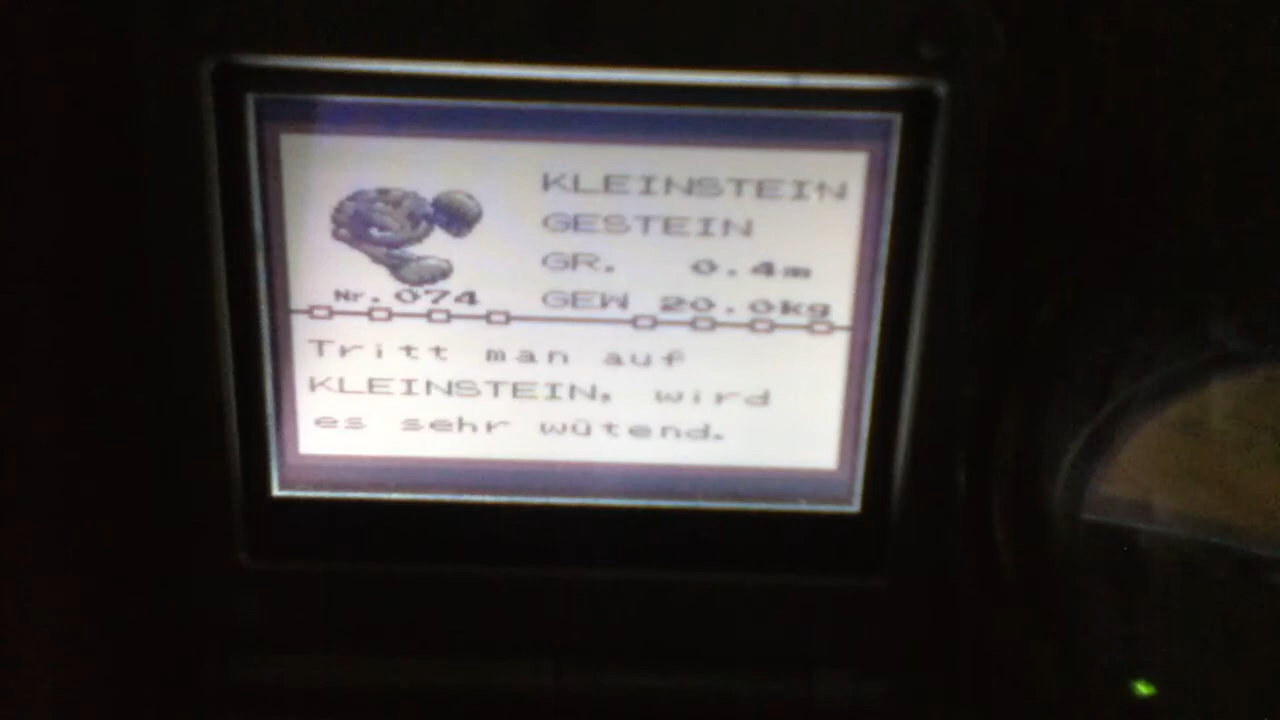 KLEINSTEIN
GESTEIN
GR. 0.4m
Nr.074 GEW 20.0kg
Tritt man auf
KLEINSTEIN, wird
es sehr wütend.